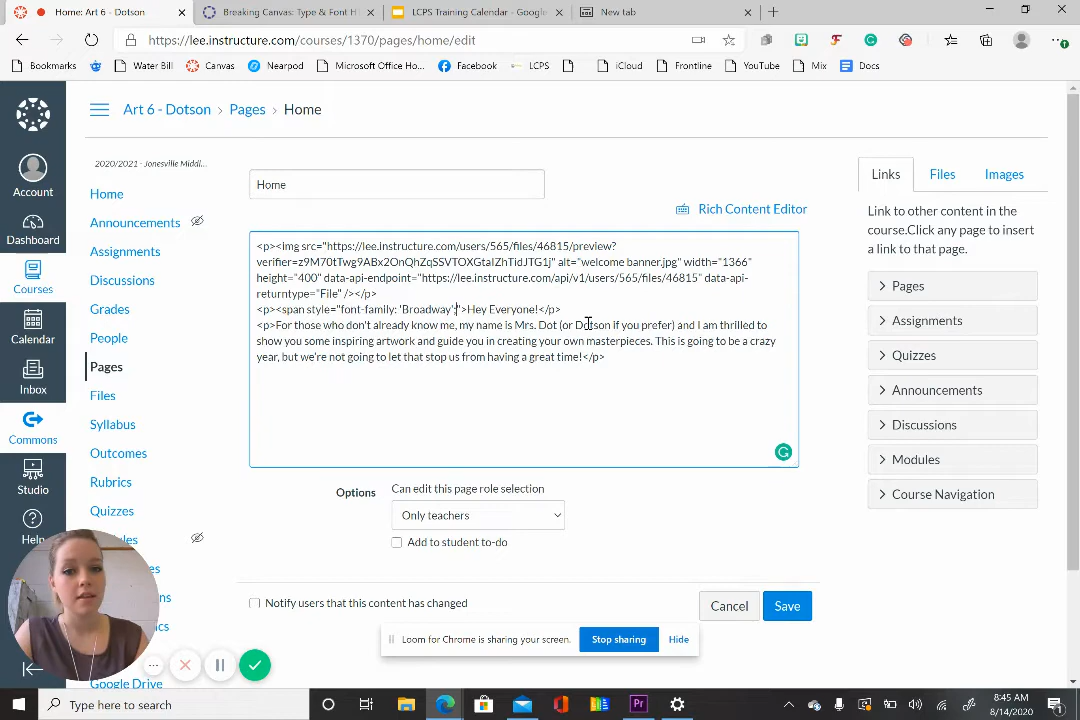 Home: Art 6 - Dotson
Breaking Canvas: Type & Font H
LCPS Training Calendar - Google
New tab
https://lee.instructure.com/courses/1370/pages/home/edit
Bookmarks
Water Bill
Canvas
Nearpod
Microsoft Office Ho...
Facebook
LCPS
iCloud
Frontline
YouTube
Mix
Docs
Art 6 - Dotson > Pages > Home
Account
Dashboard
Courses
Calendar
Inbox
Commons
Studio
Help
2020/2021 - Jonesville Middl...
Home
Announcements
Assignments
Discussions
Grades
People
Pages
Files
Syllabus
Outcomes
Rubrics
Quizzes
Google Drive
Home
Rich Content Editor
<p><img src="https://lee.instructure.com/users/565/files/46815/preview?
verifier=z9M70tTwg9ABx2OnQhZqSSVTOXGtaIZhTidJTG1j" alt="welcome banner.jpg" width="1366"
height="400" data-api-endpoint="https://lee.instructure.com/api/v1/users/565/files/46815" data-api-
returntype="File" /></p>
<p><span style="font-family: 'Broadway';">Hey Everyone!</p>
<p>For those who don't already know me, my name is Mrs. Dot (or Dotson if you prefer) and I am thrilled to
show you some inspiring artwork and guide you in creating your own masterpieces. This is going to be a crazy
year, but we're not going to let that stop us from having a great time!</p>
Options
Can edit this page role selection
Only teachers
Add to student to-do
Notify users that this content has changed
Cancel
Save
Links
Files
Images
Link to other content in the
course.Click any page to insert
a link to that page.
Pages
Assignments
Quizzes
Announcements
Discussions
Modules
Course Navigation
Loom for Chrome is sharing your screen.
Stop sharing
Hide
Type here to search
8:45 AM
8/14/2020